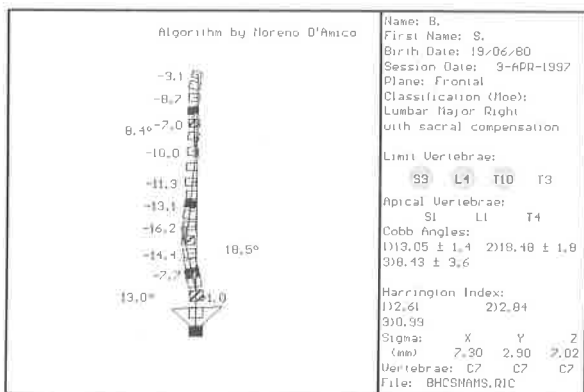 Algorithm by Moreno D'Amico
-3.1
-8.7
8.4° -7.0
-10.0
-11.3
-13.1
-16.2
18.5°
-14.4
-7.7
13.0° -1.0
Name: B.
First Name: S.
Birth Date: 19/06/80
Session Date: 9-APR-1997
Plane: Frontal
Classification (Moe):
Lumbar Major Right
with sacral compensation
Limit Vertebrae:
S3 L4 T10 T3
Apical Vertebrae:
S1 L1 T4
Cobb Angles:
1)13.05 ± 1.4 2)18.48 ± 1.8
3)8.43 ± 3.6
Harrington Index:
1)2.61 2)2.84
3)0.99
Sigma: X Y Z
(mm) 7.30 2.90 7.02
Vertebrae: C7 C7 C7
File: BHCSMAMS.RIC